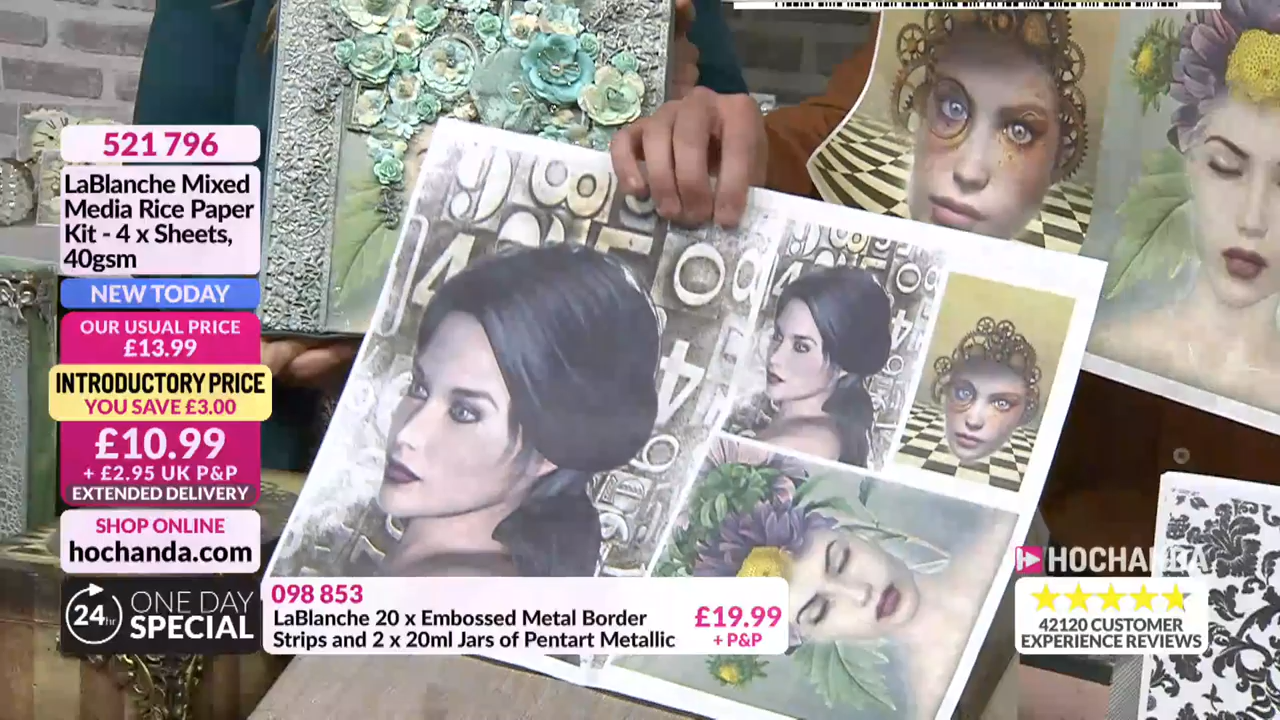 521 796
LaBlanche Mixed
Media Rice Paper
Kit - 4 x Sheets,
40gsm
NEW TODAY
OUR USUAL PRICE
£13.99
INTRODUCTORY PRICE
YOU SAVE £3.00
£10.99
+ £2.95 UK P&P
EXTENDED DELIVERY
SHOP ONLINE
hochanda.com
24hr
ONE DAY
SPECIAL
098 853
LaBlanche 20 x Embossed Metal Border
Strips and 2 x 20ml Jars of Pentart Metallic
£19.99
+ P&P
HOCHANDA
42120 CUSTOMER
EXPERIENCE REVIEWS